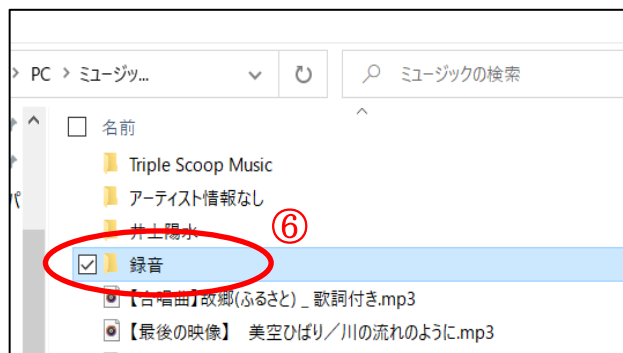 > PC > ミュージッ...
ミュージックの検索
パ
名前
Triple Scoop Music
アーティスト情報なし
井上陽水
⑥
録音
【合唱曲】故郷(ふるさと) _ 歌詞付き.mp3
【最後の映像】 美空ひばり／川の流れのように.mp3